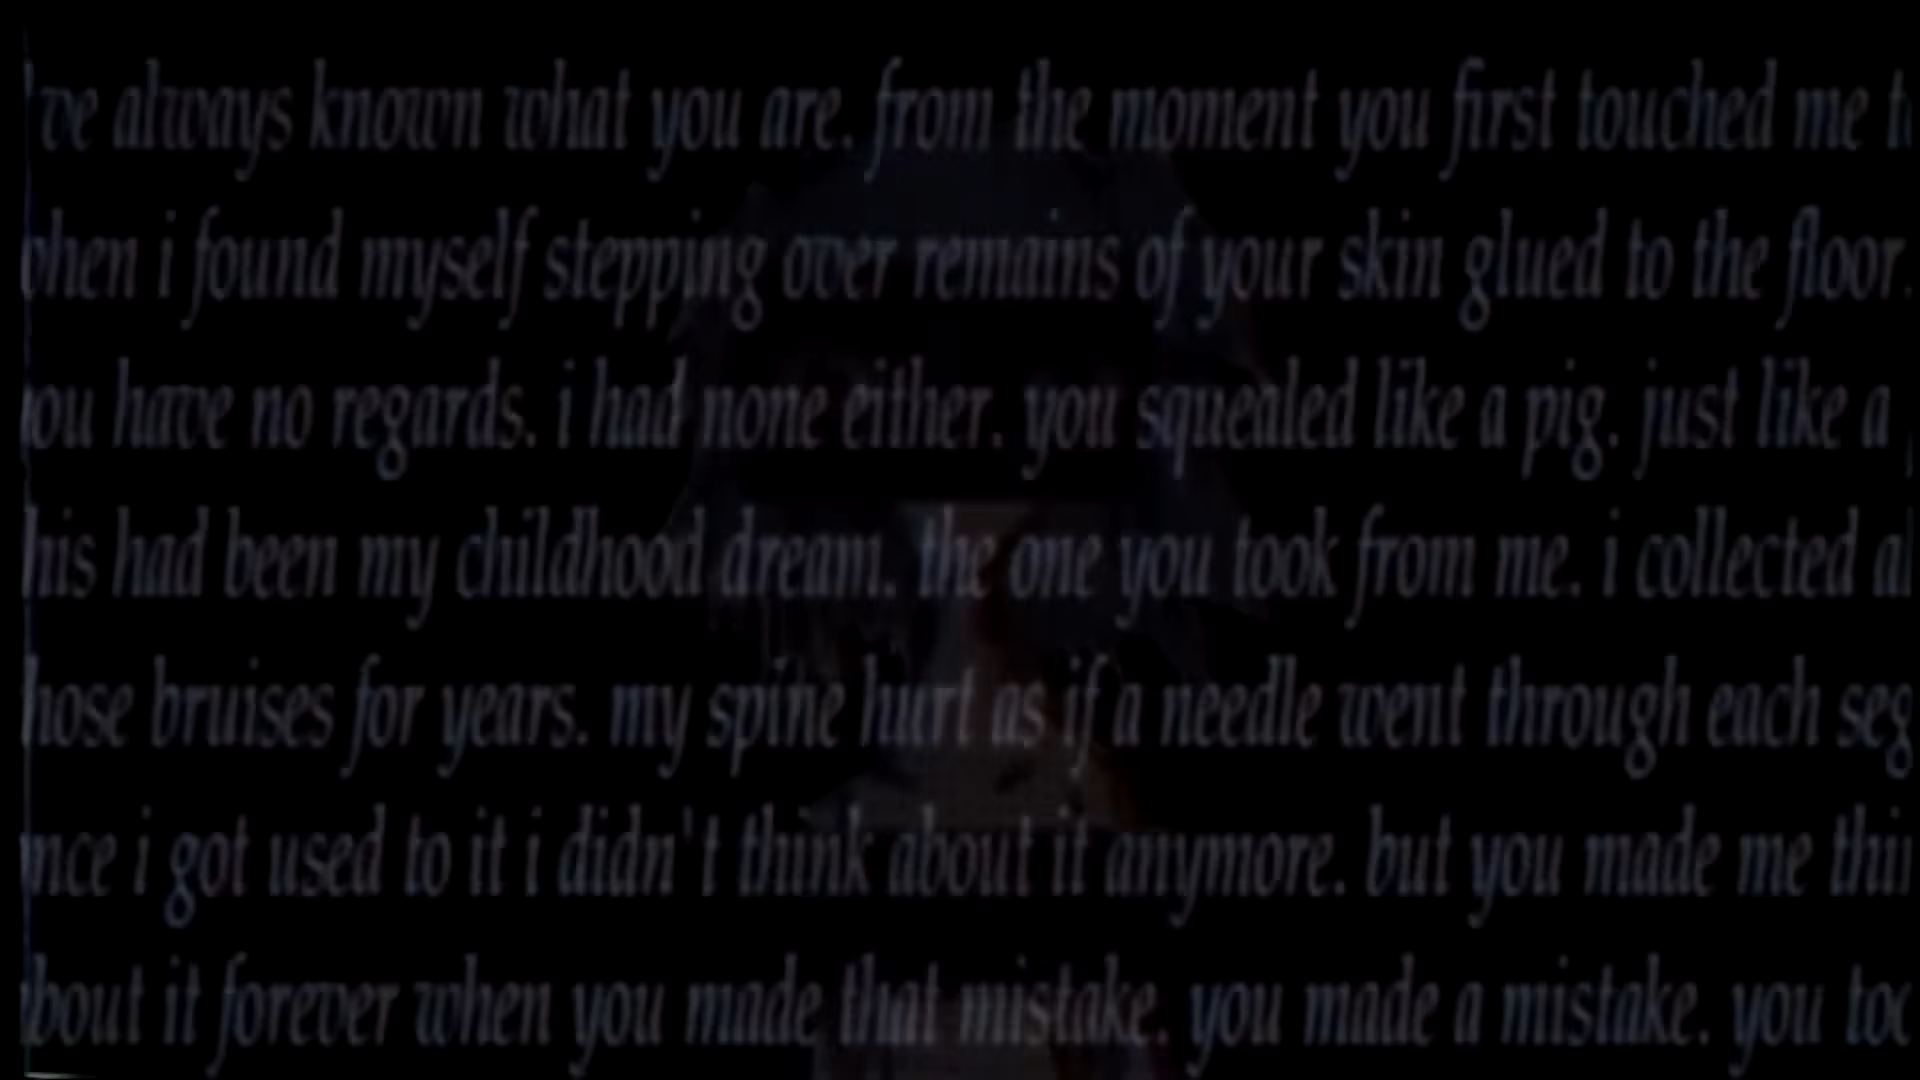 've always known what you are. from the moment you first touched me
when i found myself stepping over remains of your skin glued to the floor.
you have no regards. i had none either. you squealed like a pig. just like a
his had been my childhood dream. the one you took from me. i collected
hose bruises for years. my spine hurt as if a needle went through each seg
nce i got used to it i didn't think about it anymore. but you made me
bout it forever when you made that mistake. you made a mistake. you